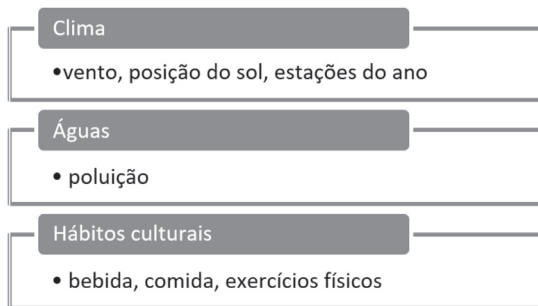 Clima
•vento, posição do sol, estações do ano
Águas
• poluição
Hábitos culturais
• bebida, comida, exercícios físicos